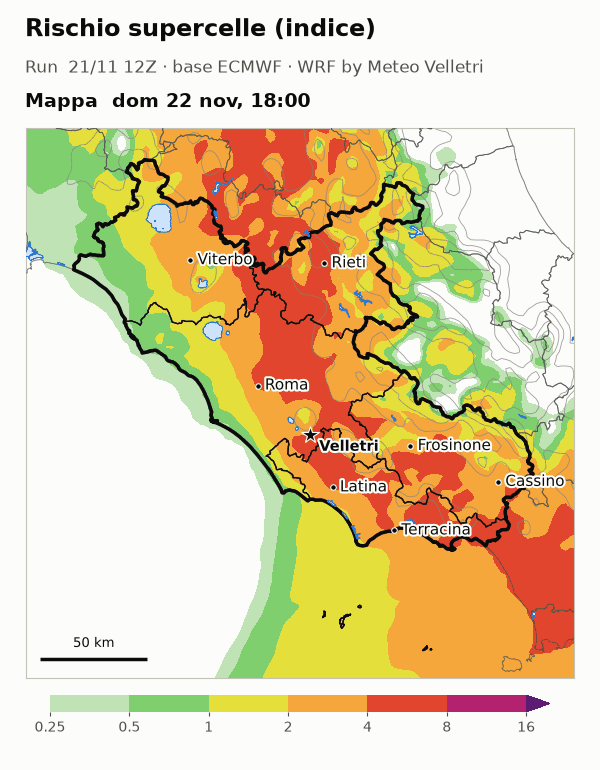 Rischio supercelle (indice)
Run 21/11 12Z · base ECMWF · WRF by Meteo Velletri
Mappa dom 22 nov, 18:00
Viterbo
Rieti
Roma
Velletri
Frosinone
Latina
Cassino
Terracina
50 km
0.25 0.5 1 2 4 8 16